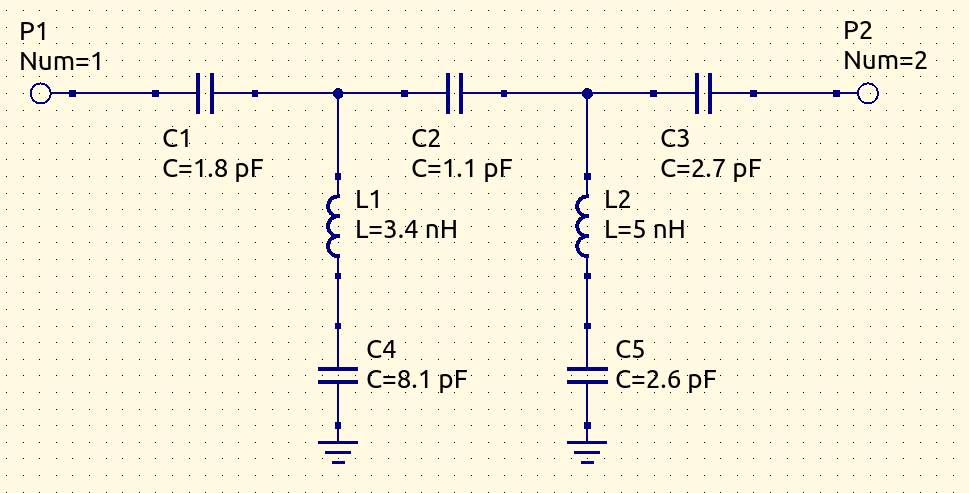 P1
Num=1
P2
Num=2
C1
C=1.8 pF
C2
C=1.1 pF
C3
C=2.7 pF
L1
L=3.4 nH
L2
L=5 nH
C4
C=8.1 pF
C5
C=2.6 pF